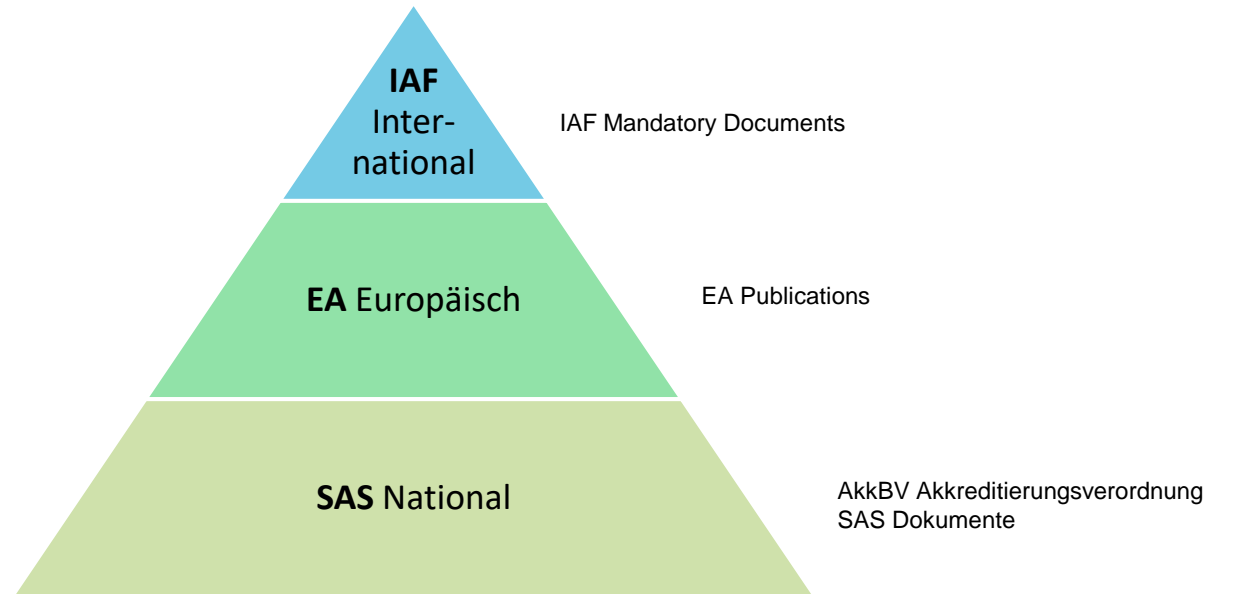 IAF
Inter-
national
IAF Mandatory Documents
EA Europäisch
EA Publications
SAS National
AkkBV Akkreditierungsverordnung
SAS Dokumente